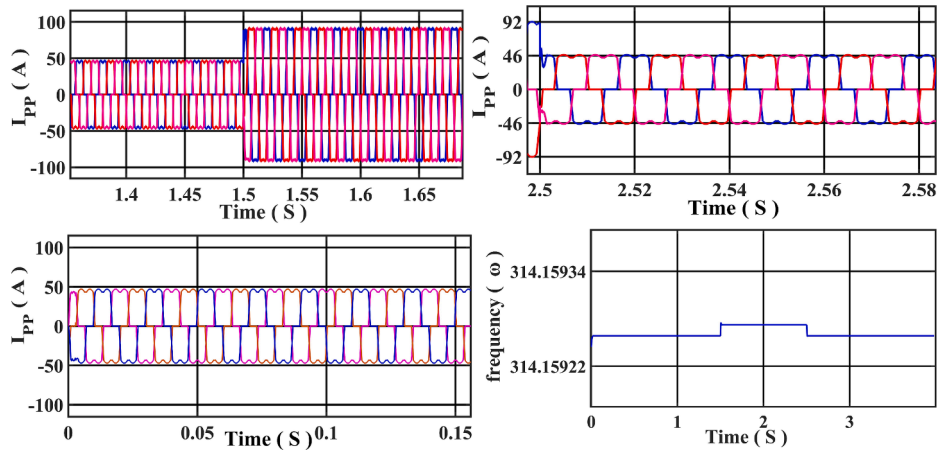 I_PP ( A )
100
50
0
-50
-100
1.4 1.45 1.5 1.55 1.6 1.65
Time ( S )
I_PP ( A )
92
46
0
-46
-92
2.5 2.52 2.54 2.56 2.58
Time ( S )
I_PP ( A )
100
50
0
-50
-100
0 0.05 0.1 0.15
Time ( S )
frequency ( ω )
314.15934
314.15922
0 1 2 3
Time ( S )